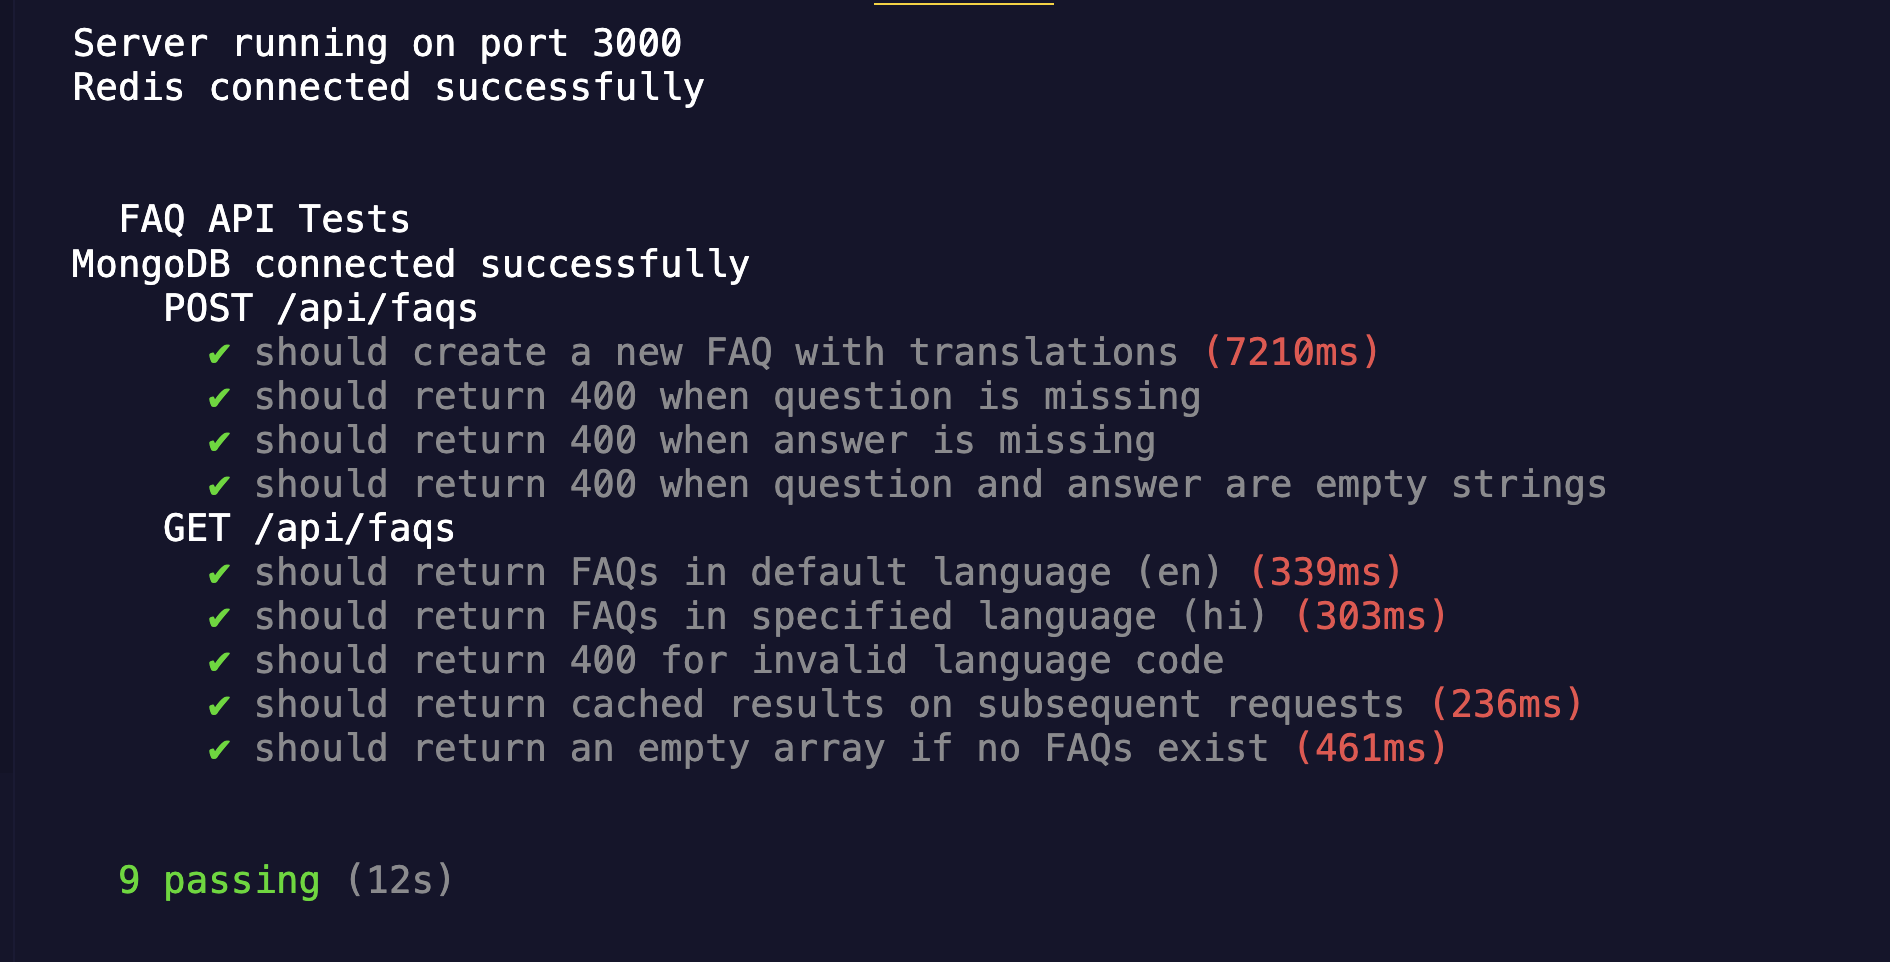 Server running on port 3000
Redis connected successfully
FAQ API Tests
MongoDB connected successfully
POST /api/faqs
✔ should create a new FAQ with translations (7210ms)
✔ should return 400 when question is missing
✔ should return 400 when answer is missing
✔ should return 400 when question and answer are empty strings
GET /api/faqs
✔ should return FAQs in default language (en) (339ms)
✔ should return FAQs in specified language (hi) (303ms)
✔ should return 400 for invalid language code
✔ should return cached results on subsequent requests (236ms)
✔ should return an empty array if no FAQs exist (461ms)
9 passing (12s)